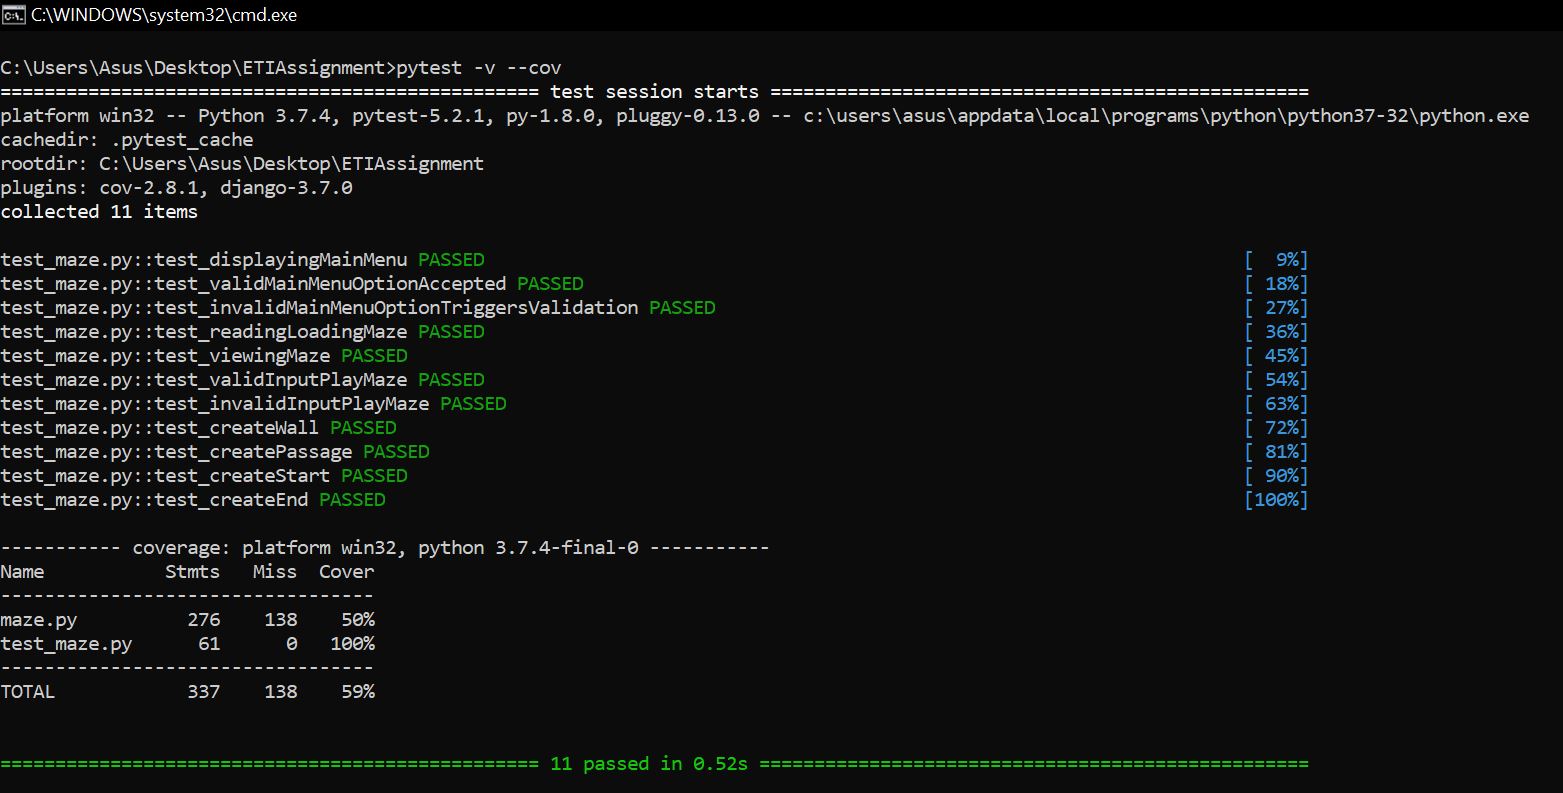 C:\WINDOWS\system32\cmd.exe
C:\Users\Asus\Desktop\ETIAssignment>pytest -v --cov
================================================= test session starts =================================================
platform win32 -- Python 3.7.4, pytest-5.2.1, py-1.8.0, pluggy-0.13.0 -- c:\users\asus\appdata\local\programs\python\python37-32\python.exe
cachedir: .pytest_cache
rootdir: C:\Users\Asus\Desktop\ETIAssignment
plugins: cov-2.8.1, django-3.7.0
collected 11 items
test_maze.py::test_displayingMainMenu PASSED [  9%]
test_maze.py::test_validMainMenuOptionAccepted PASSED [ 18%]
test_maze.py::test_invalidMainMenuOptionTriggersValidation PASSED [ 27%]
test_maze.py::test_readingLoadingMaze PASSED [ 36%]
test_maze.py::test_viewingMaze PASSED [ 45%]
test_maze.py::test_validInputPlayMaze PASSED [ 54%]
test_maze.py::test_invalidInputPlayMaze PASSED [ 63%]
test_maze.py::test_createWall PASSED [ 72%]
test_maze.py::test_createPassage PASSED [ 81%]
test_maze.py::test_createStart PASSED [ 90%]
test_maze.py::test_createEnd PASSED [100%]
----------- coverage: platform win32, python 3.7.4-final-0 -----------
Name           Stmts   Miss  Cover
----------------------------------
maze.py          276    138    50%
test_maze.py      61      0   100%
----------------------------------
TOTAL            337    138    59%
================================================= 11 passed in 0.52s ==================================================